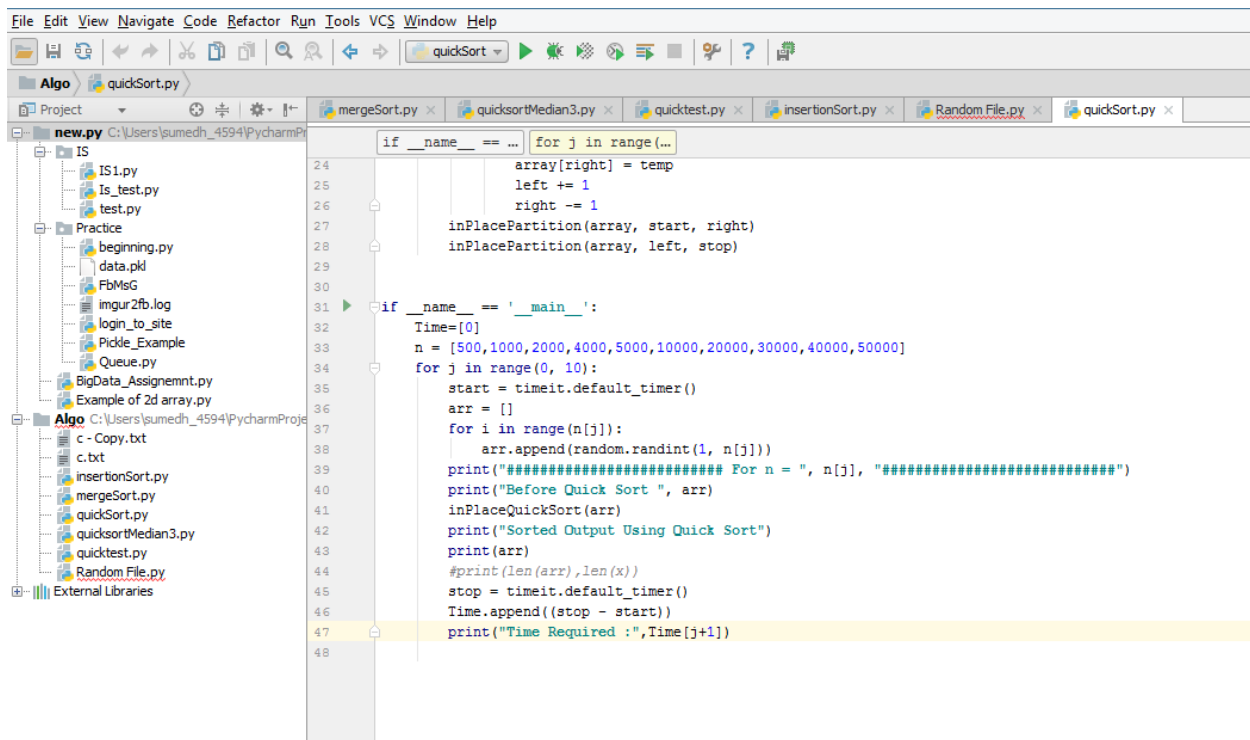 File Edit View Navigate Code Refactor Run Tools VCS Window Help
quickSort
Algo quickSort.py
Project
mergeSort.py quicksortMedian3.py quicktest.py insertionSort.py Random File.py quickSort.py
new.py C:\Users\sumedh_4594\PycharmPr
IS
IS1.py
Is_test.py
test.py
Practice
beginning.py
data.pkl
FbMsG
imgur2fb.log
login_to_site
Pickle_Example
Queue.py
BigData_Assignemnt.py
Example of 2d array.py
Algo C:\Users\sumedh_4594\PycharmProje
c - Copy.txt
c.txt
insertionSort.py
mergeSort.py
quickSort.py
quicksortMedian3.py
quicktest.py
Random File.py
External Libraries
if __name__ == ... for j in range(...
24 array[right] = temp
25 left += 1
26 right -= 1
27 inPlacePartition(array, start, right)
28 inPlacePartition(array, left, stop)
29
30
31 if __name__ == '__main__':
32 Time=[0]
33 n = [500,1000,2000,4000,5000,10000,20000,30000,40000,50000]
34 for j in range(0, 10):
35 start = timeit.default_timer()
36 arr = []
37 for i in range(n[j]):
38 arr.append(random.randint(1, n[j]))
39 print("########################## For n = ", n[j], "############################")
40 print("Before Quick Sort ", arr)
41 inPlaceQuickSort(arr)
42 print("Sorted Output Using Quick Sort")
43 print(arr)
44 #print(len(arr),len(x))
45 stop = timeit.default_timer()
46 Time.append((stop - start))
47 print("Time Required :",Time[j+1])
48